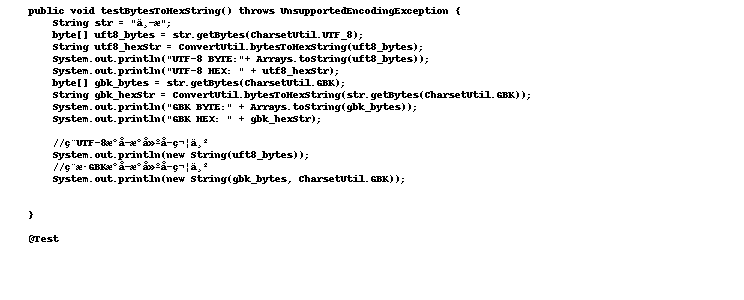 public void testBytesToHexString() throws UnsupportedEncodingException {
String str = "ä¸-æ";
byte[] uft8_bytes = str.getBytes(CharsetUtil.UTF_8);
String utf8_hexStr = ConvertUtil.bytesToHexString(uft8_bytes);
System.out.println("UTF-8 BYTE:"+ Arrays.toString(uft8_bytes));
System.out.println("UTF-8 HEX: " + utf8_hexStr);
byte[] gbk_bytes = str.getBytes(CharsetUtil.GBK);
String gbk_hexStr = ConvertUtil.bytesToHexString(str.getBytes(CharsetUtil.GBK));
System.out.println("GBK BYTE:" + Arrays.toString(gbk_bytes));
System.out.println("GBK HEX: " + gbk_hexStr);
//ç¨UTF-8æ°å-æ°å»ºå-ç¬¦ä¸²
System.out.println(new String(uft8_bytes));
//ç¨æ·GBKæ°å-æ°å»ºå-ç¬¦ä¸²
System.out.println(new String(gbk_bytes, CharsetUtil.GBK));
}
@Test